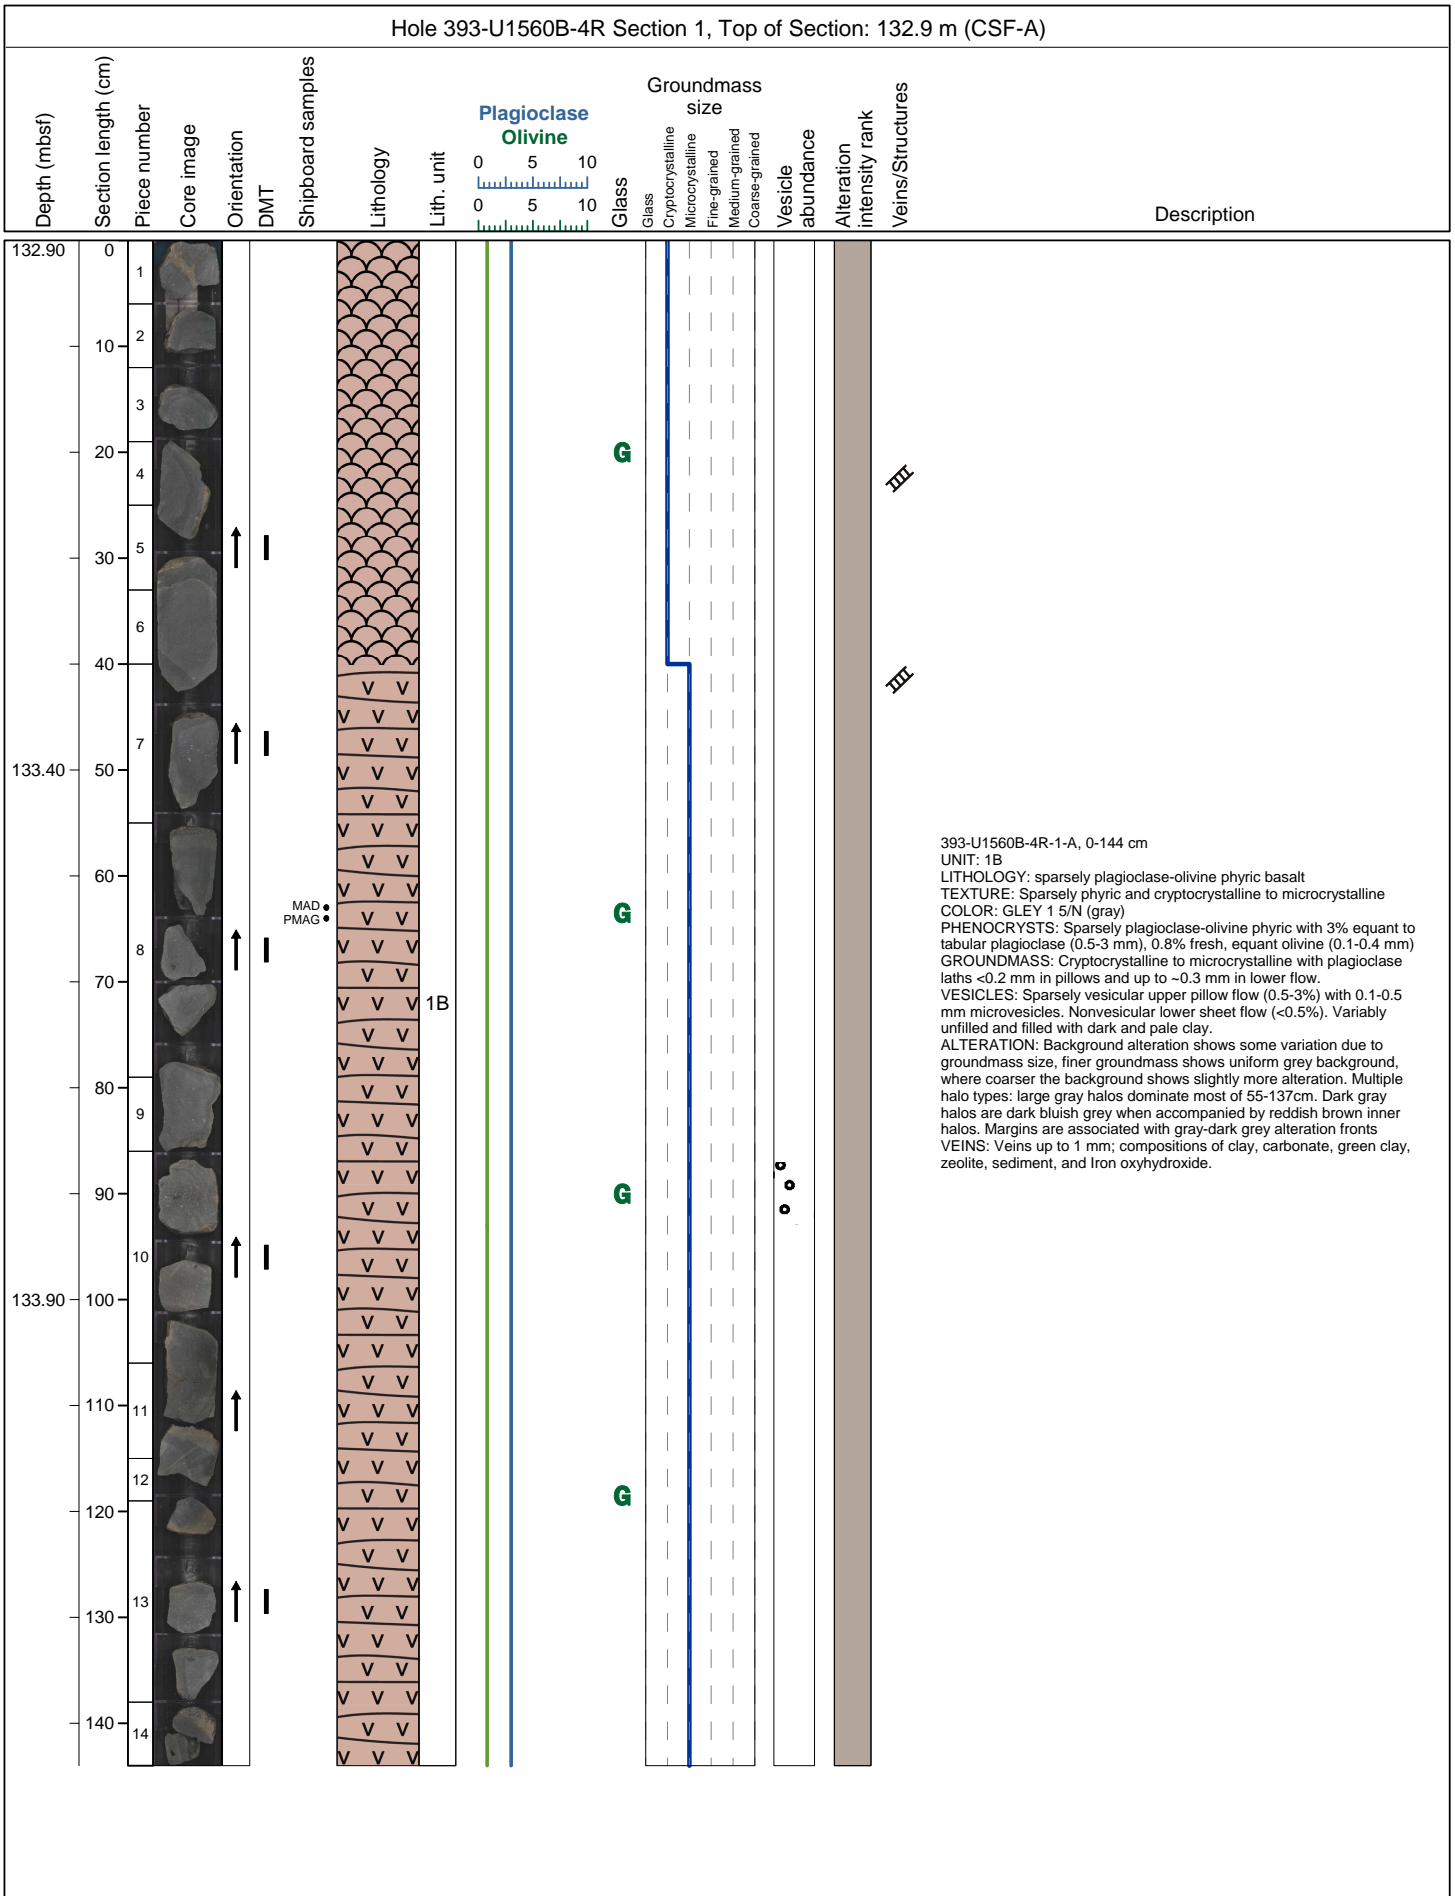 Hole 393-U1560B-4R Section 1, Top of Section: 132.9 m (CSF-A)
Depth (mbsf)
Section length (cm)
Piece number
Core image
Orientation
DMT
Shipboard samples
Lithology
Lith. unit
Plagioclase
Olivine
0 5 10
0 5 10
Glass
Groundmass
size
Glass
Cryptocrystalline
Microcrystalline
Fine-grained
Medium-grained
Coarse-grained
Vesicle
abundance
Alteration
intensity rank
Veins/Structures
Description
132.90
133.40
133.90
0
10
20
30
40
50
60
70
80
90
100
110
120
130
140
1
2
3
4
5
6
7
8
9
10
11
12
13
14
MAD
PMAG
1B
G
G
G
G
393-U1560B-4R-1-A, 0-144 cm
UNIT: 1B
LITHOLOGY: sparsely plagioclase-olivine phyric basalt
TEXTURE: Sparsely phyric and cryptocrystalline to microcrystalline
COLOR: GLEY 1 5/N (gray)
PHENOCRYSTS: Sparsely plagioclase-olivine phyric with 3% equant to
tabular plagioclase (0.5-3 mm), 0.8% fresh, equant olivine (0.1-0.4 mm)
GROUNDMASS: Cryptocrystalline to microcrystalline with plagioclase
laths <0.2 mm in pillows and up to ~0.3 mm in lower flow.
VESICLES: Sparsely vesicular upper pillow flow (0.5-3%) with 0.1-0.5
mm microvesicles. Nonvesicular lower sheet flow (<0.5%). Variably
unfilled and filled with dark and pale clay.
ALTERATION: Background alteration shows some variation due to
groundmass size, finer groundmass shows uniform grey background,
where coarser the background shows slightly more alteration. Multiple
halo types: large gray halos dominate most of 55-137cm. Dark gray
halos are dark bluish grey when accompanied by reddish brown inner
halos. Margins are associated with gray-dark grey alteration fronts
VEINS: Veins up to 1 mm; compositions of clay, carbonate, green clay,
zeolite, sediment, and Iron oxyhydroxide.